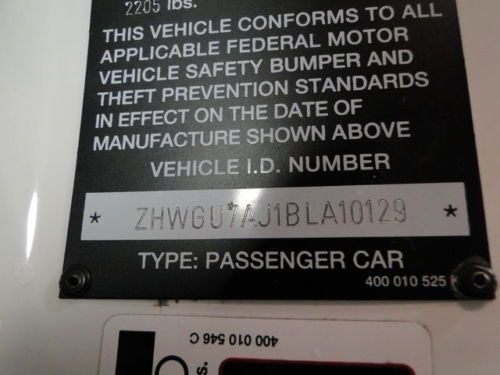 2205 lbs.
THIS VEHICLE CONFORMS TO ALL
APPLICABLE FEDERAL MOTOR
VEHICLE SAFETY BUMPER AND
THEFT PREVENTION STANDARDS
IN EFFECT ON THE DATE OF
MANUFACTURE SHOWN ABOVE
VEHICLE I.D. NUMBER
* ZHWGU7AJ1BLA10129 *
TYPE: PASSENGER CAR
400 010 525
400 010 546 C
s.